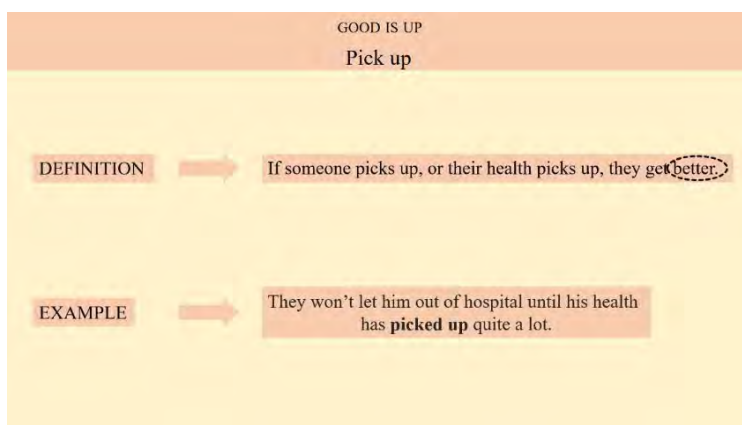 GOOD IS UP
Pick up
DEFINITION
If someone picks up, or their health picks up, they get better.
EXAMPLE
They won't let him out of hospital until his health
has picked up quite a lot.